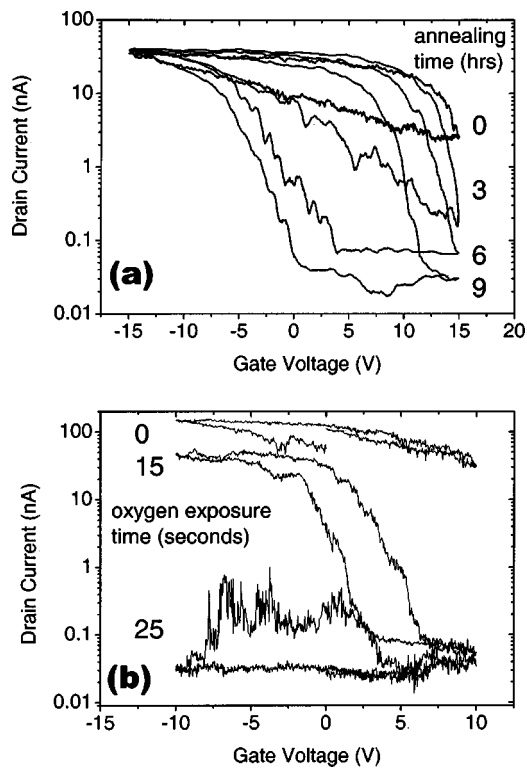 100
10
1
0.1
0.01
Drain Current (nA)
annealing
time (hrs)
0
3
6
9
(a)
-15 -10 -5 0 5 10 15 20
Gate Voltage (V)
100
10
1
0.1
0.01
Drain Current (nA)
0
15
oxygen exposure
time (seconds)
25
(b)
-15 -10 -5 0 5 10
Gate Voltage (V)